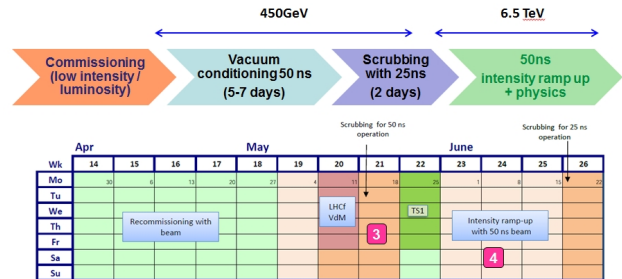 450GeV
6.5 TeV
Commissioning
(low intensity /
luminosity)
Vacuum
conditioning 50 ns
(5-7 days)
Scrubbing
with 25ns
(2 days)
50ns
intensity ramp up
+ physics
Scrubbing for 50 ns
operation
Scrubbing for 25 ns
operation
Apr May June
Wk 14 15 16 17 18 19 20 21 22 23 24 25 26
Mo 30 6 13 20 27 4 11 18 25 1 8 15 22
Tu
We
Th
Fr
Sa
Su
Recommissioning with
beam
LHCf
VdM
3
TS1
Intensity ramp-up
with 50 ns beam
4